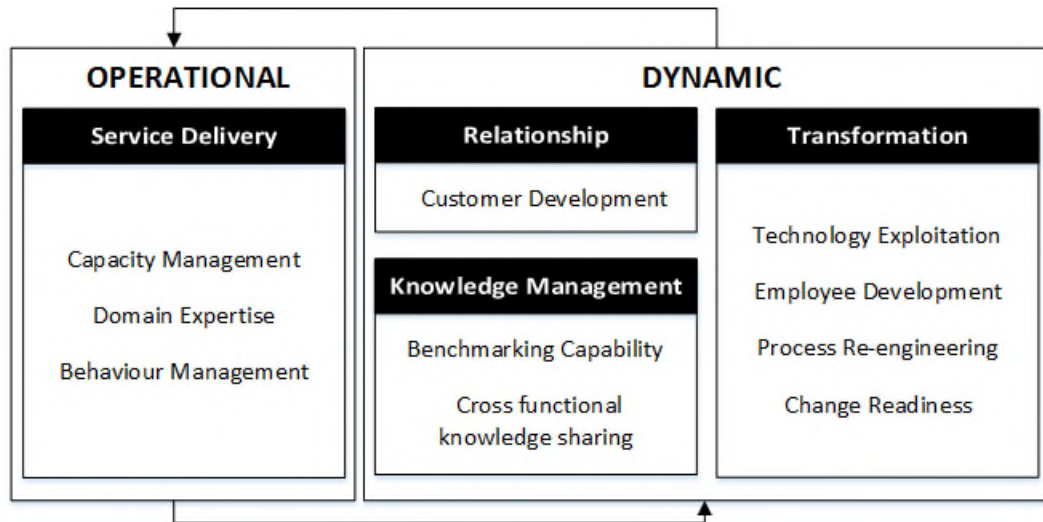 OPERATIONAL
Service Delivery
Capacity Management
Domain Expertise
Behaviour Management
DYNAMIC
Relationship
Customer Development
Knowledge Management
Benchmarking Capability
Cross functional
knowledge sharing
Transformation
Technology Exploitation
Employee Development
Process Re-engineering
Change Readiness